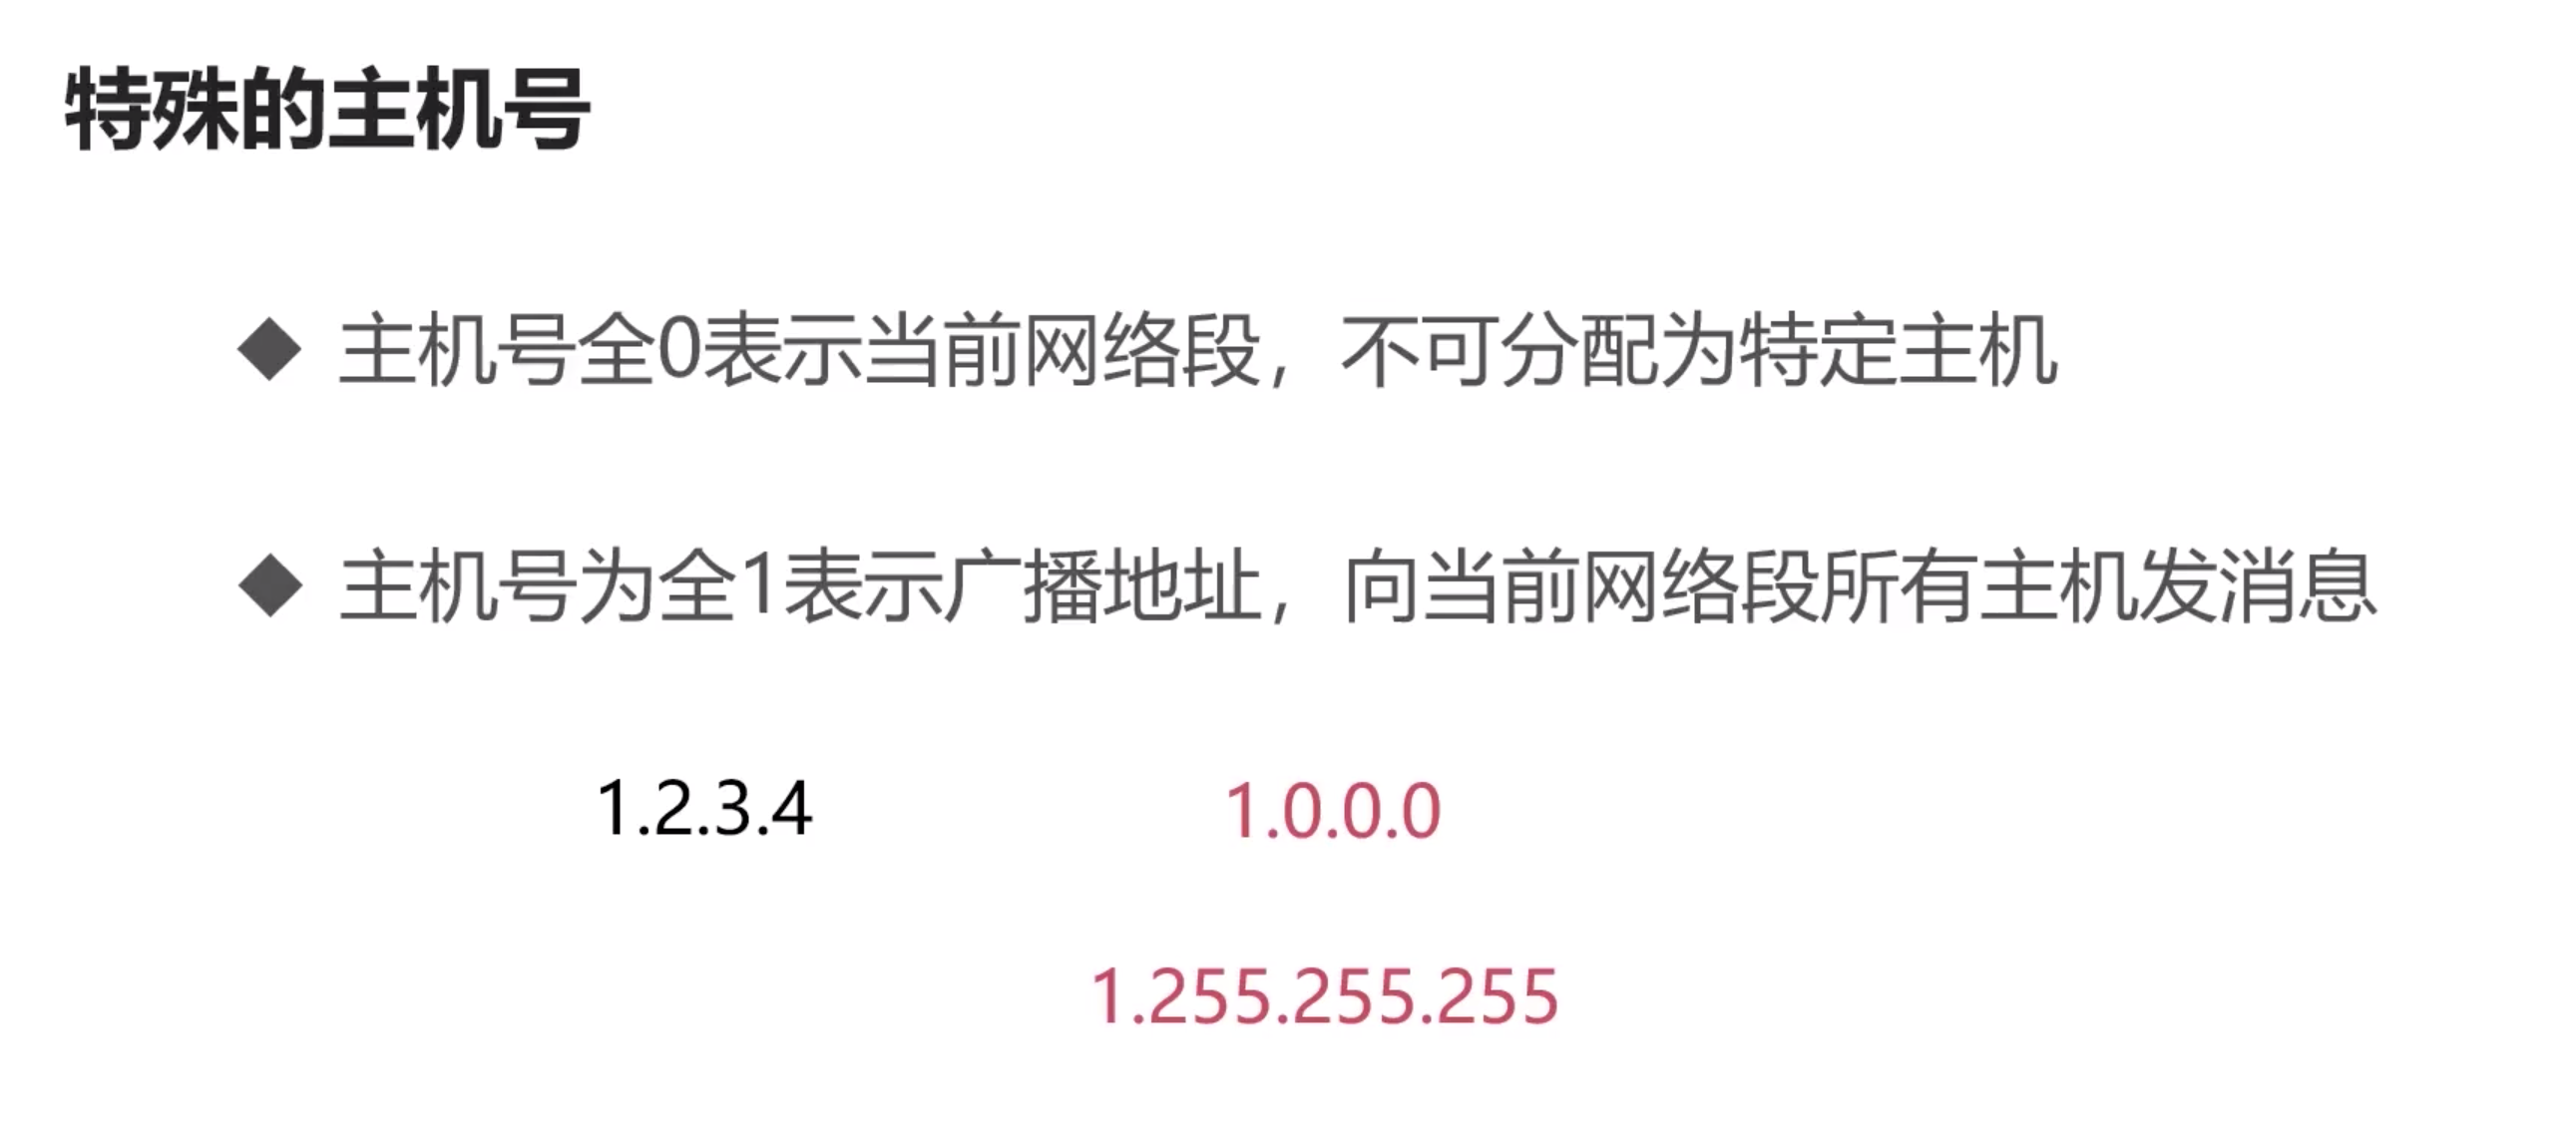 特殊的主机号
◆ 主机号全0表示当前网络段，不可分配为特定主机
◆ 主机号为全1表示广播地址，向当前网络段所有主机发消息
1.2.3.4 1.0.0.0
1.255.255.255